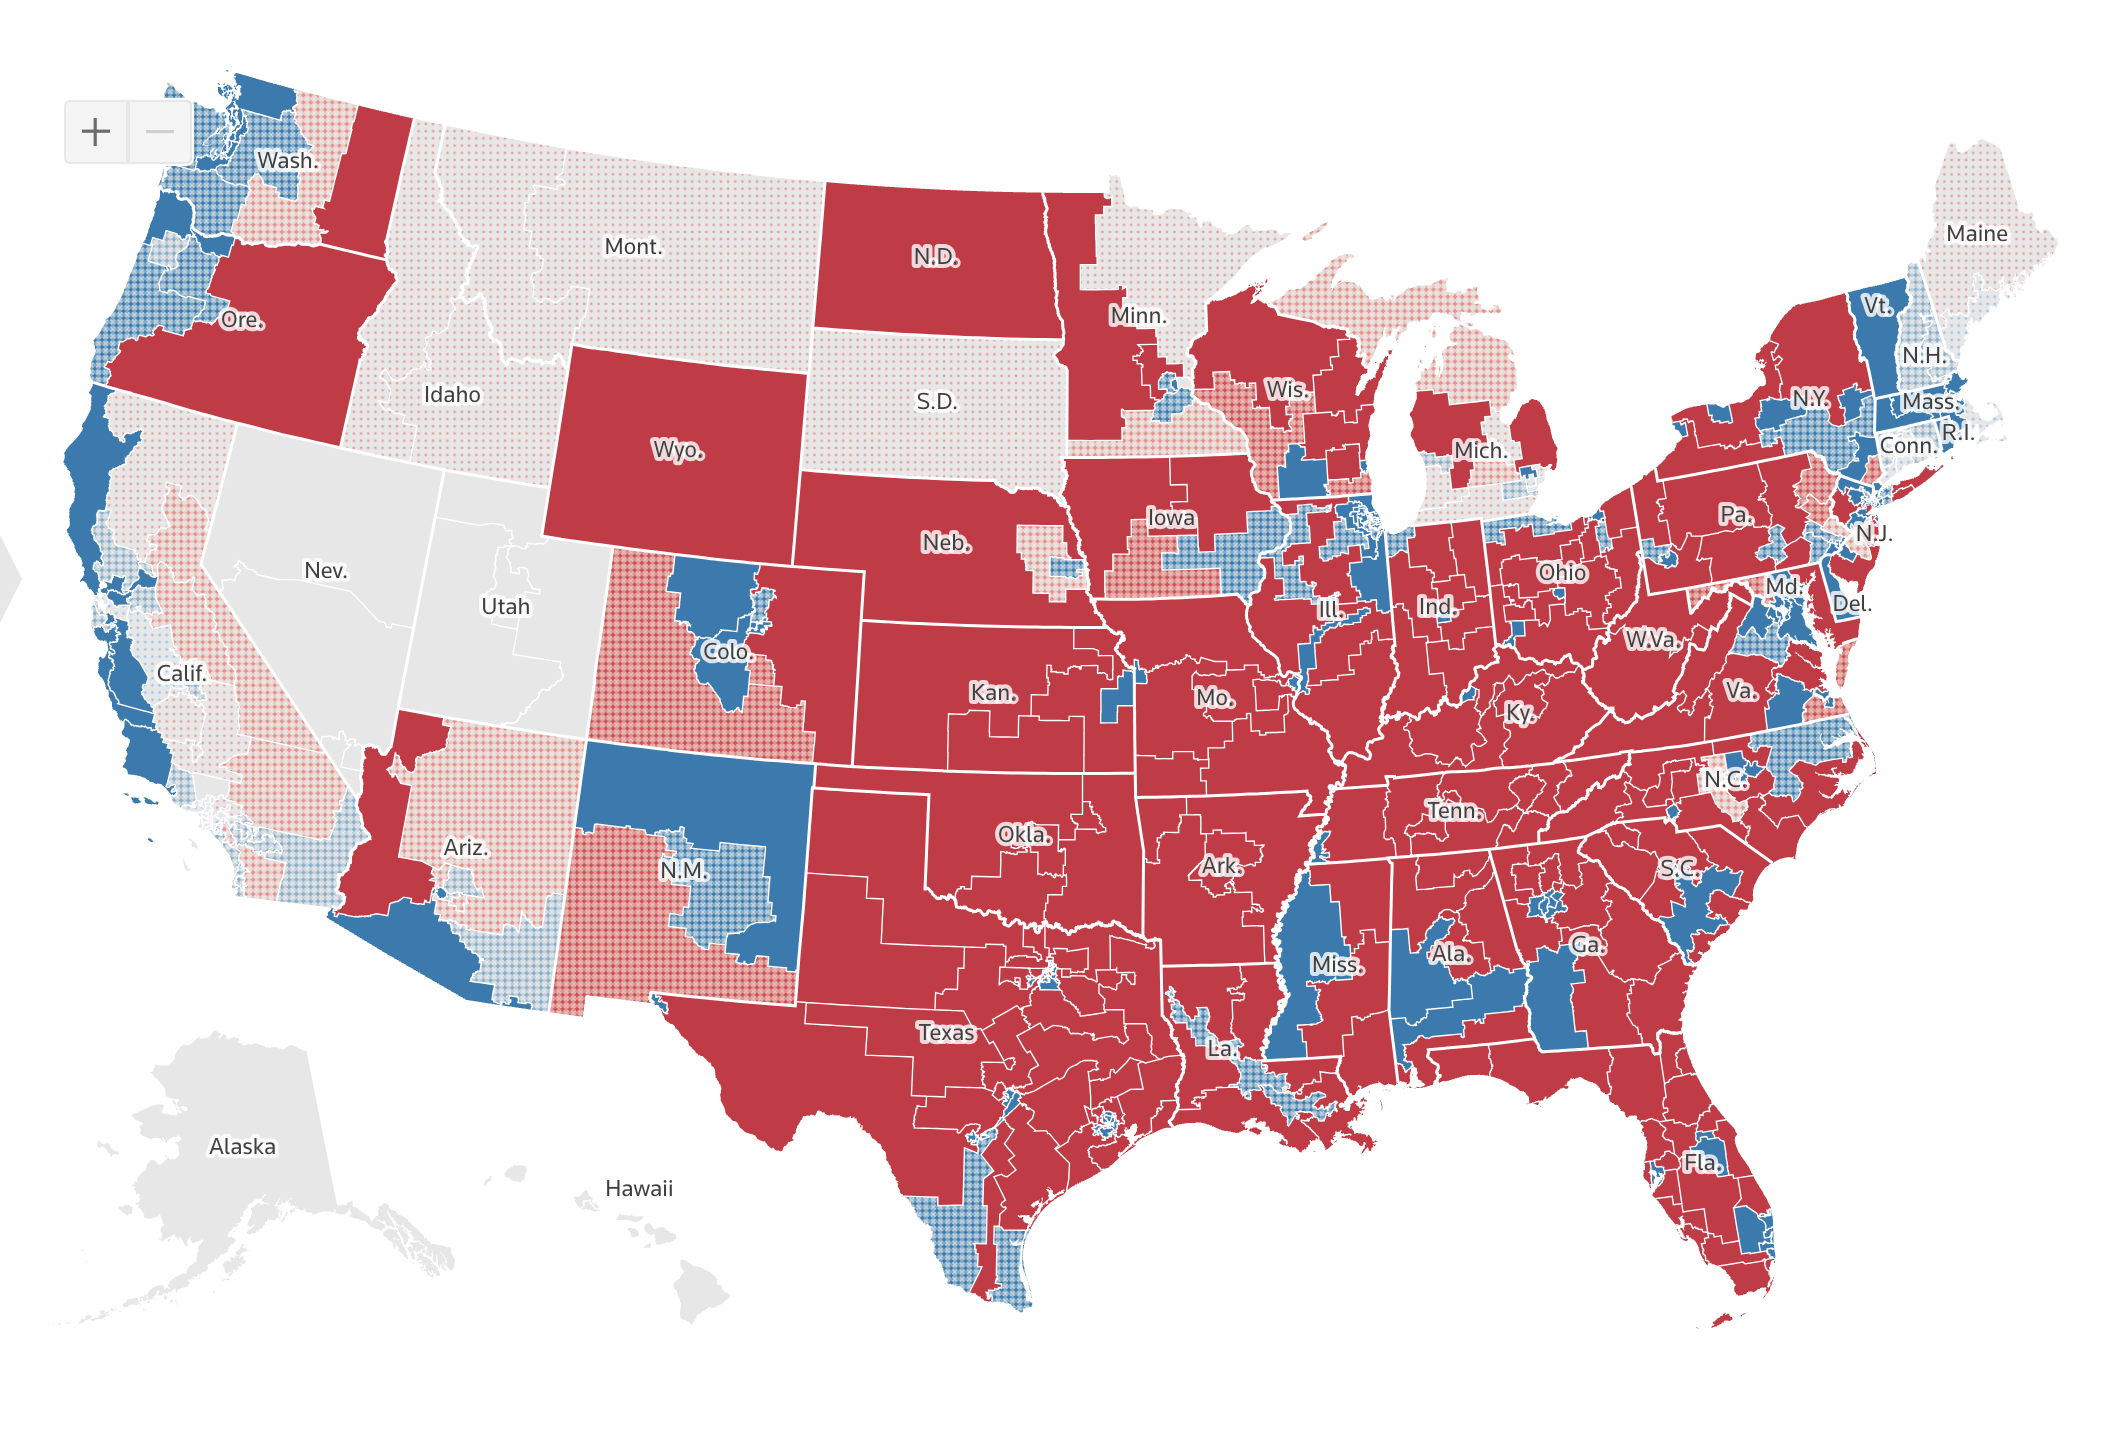 +
−
Wash.
Mont.
N.D.
Minn.
Maine
Ore.
Idaho
S.D.
Wis.
Vt.
N.H.
N.Y.
Mass.
Wyo.
Mich.
Conn.
R.I.
Nev.
Utah
Neb.
Iowa
Pa.
N.J.
Ohio
Md.
Del.
Ill.
Ind.
Calif.
Colo.
Kan.
Mo.
W.Va.
Va.
Ky.
Ariz.
N.M.
Okla.
Ark.
Tenn.
N.C.
S.C.
Miss.
Ala.
Ga.
Texas
La.
Alaska
Hawaii
Fla.